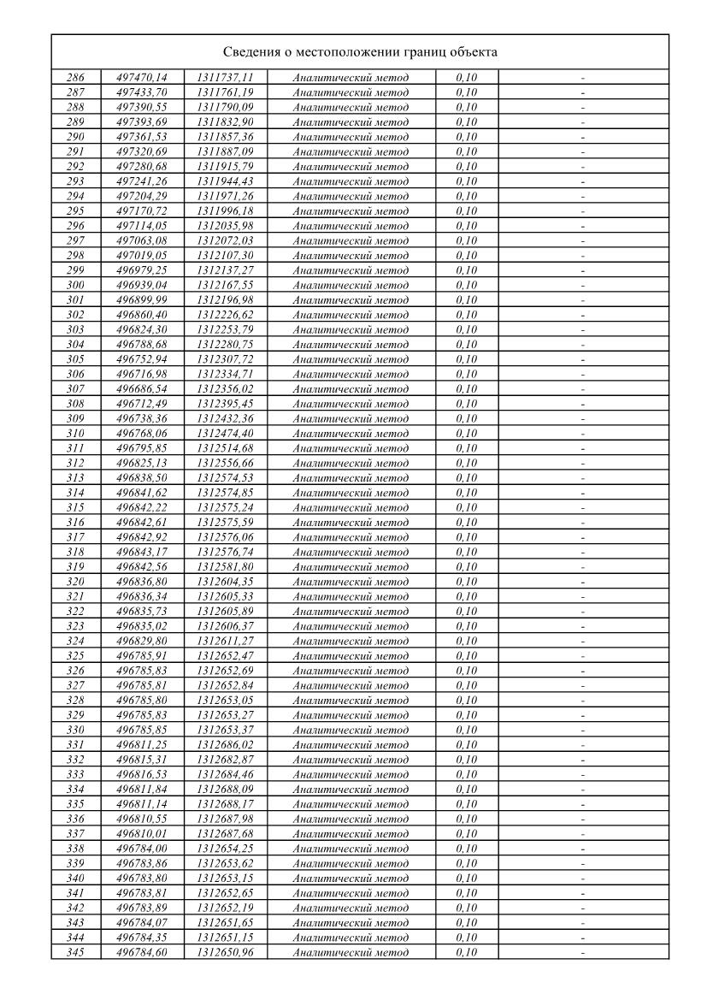 Сведения о местоположении границ объекта
286 497470,14 1311737,11 Аналитический метод 0,10 -
287 497433,70 1311761,19 Аналитический метод 0,10 -
288 497390,55 1311790,09 Аналитический метод 0,10 -
289 497393,69 1311832,90 Аналитический метод 0,10 -
290 497361,53 1311857,36 Аналитический метод 0,10 -
291 497320,69 1311887,09 Аналитический метод 0,10 -
292 497280,68 1311915,79 Аналитический метод 0,10 -
293 497241,26 1311944,43 Аналитический метод 0,10 -
294 497204,29 1311971,26 Аналитический метод 0,10 -
295 497170,72 1311996,18 Аналитический метод 0,10 -
296 497114,05 1312035,98 Аналитический метод 0,10 -
297 497063,08 1312072,03 Аналитический метод 0,10 -
298 497019,05 1312107,30 Аналитический метод 0,10 -
299 496979,25 1312137,27 Аналитический метод 0,10 -
300 496939,04 1312167,55 Аналитический метод 0,10 -
301 496899,99 1312196,98 Аналитический метод 0,10 -
302 496860,40 1312226,62 Аналитический метод 0,10 -
303 496824,30 1312253,79 Аналитический метод 0,10 -
304 496788,68 1312280,75 Аналитический метод 0,10 -
305 496752,94 1312307,72 Аналитический метод 0,10 -
306 496716,98 1312334,71 Аналитический метод 0,10 -
307 496686,54 1312356,02 Аналитический метод 0,10 -
308 496712,49 1312395,45 Аналитический метод 0,10 -
309 496738,36 1312432,36 Аналитический метод 0,10 -
310 496768,06 1312474,40 Аналитический метод 0,10 -
311 496795,85 1312514,68 Аналитический метод 0,10 -
312 496825,13 1312556,66 Аналитический метод 0,10 -
313 496838,50 1312574,53 Аналитический метод 0,10 -
314 496841,62 1312574,85 Аналитический метод 0,10 -
315 496842,22 1312575,24 Аналитический метод 0,10 -
316 496842,61 1312575,59 Аналитический метод 0,10 -
317 496842,92 1312576,06 Аналитический метод 0,10 -
318 496843,17 1312576,74 Аналитический метод 0,10 -
319 496842,56 1312581,80 Аналитический метод 0,10 -
320 496836,80 1312604,35 Аналитический метод 0,10 -
321 496836,34 1312605,33 Аналитический метод 0,10 -
322 496835,73 1312605,89 Аналитический метод 0,10 -
323 496835,02 1312606,37 Аналитический метод 0,10 -
324 496829,80 1312611,27 Аналитический метод 0,10 -
325 496785,91 1312652,47 Аналитический метод 0,10 -
326 496785,83 1312652,69 Аналитический метод 0,10 -
327 496785,81 1312652,84 Аналитический метод 0,10 -
328 496785,80 1312653,05 Аналитический метод 0,10 -
329 496785,83 1312653,27 Аналитический метод 0,10 -
330 496785,85 1312653,37 Аналитический метод 0,10 -
331 496811,25 1312686,02 Аналитический метод 0,10 -
332 496815,31 1312682,87 Аналитический метод 0,10 -
333 496816,53 1312684,46 Аналитический метод 0,10 -
334 496811,84 1312688,09 Аналитический метод 0,10 -
335 496811,14 1312688,17 Аналитический метод 0,10 -
336 496810,55 1312687,98 Аналитический метод 0,10 -
337 496810,01 1312687,68 Аналитический метод 0,10 -
338 496784,00 1312654,25 Аналитический метод 0,10 -
339 496783,86 1312653,62 Аналитический метод 0,10 -
340 496783,80 1312653,15 Аналитический метод 0,10 -
341 496783,81 1312652,65 Аналитический метод 0,10 -
342 496783,89 1312652,19 Аналитический метод 0,10 -
343 496784,07 1312651,65 Аналитический метод 0,10 -
344 496784,35 1312651,15 Аналитический метод 0,10 -
345 496784,60 1312650,96 Аналитический метод 0,10 -